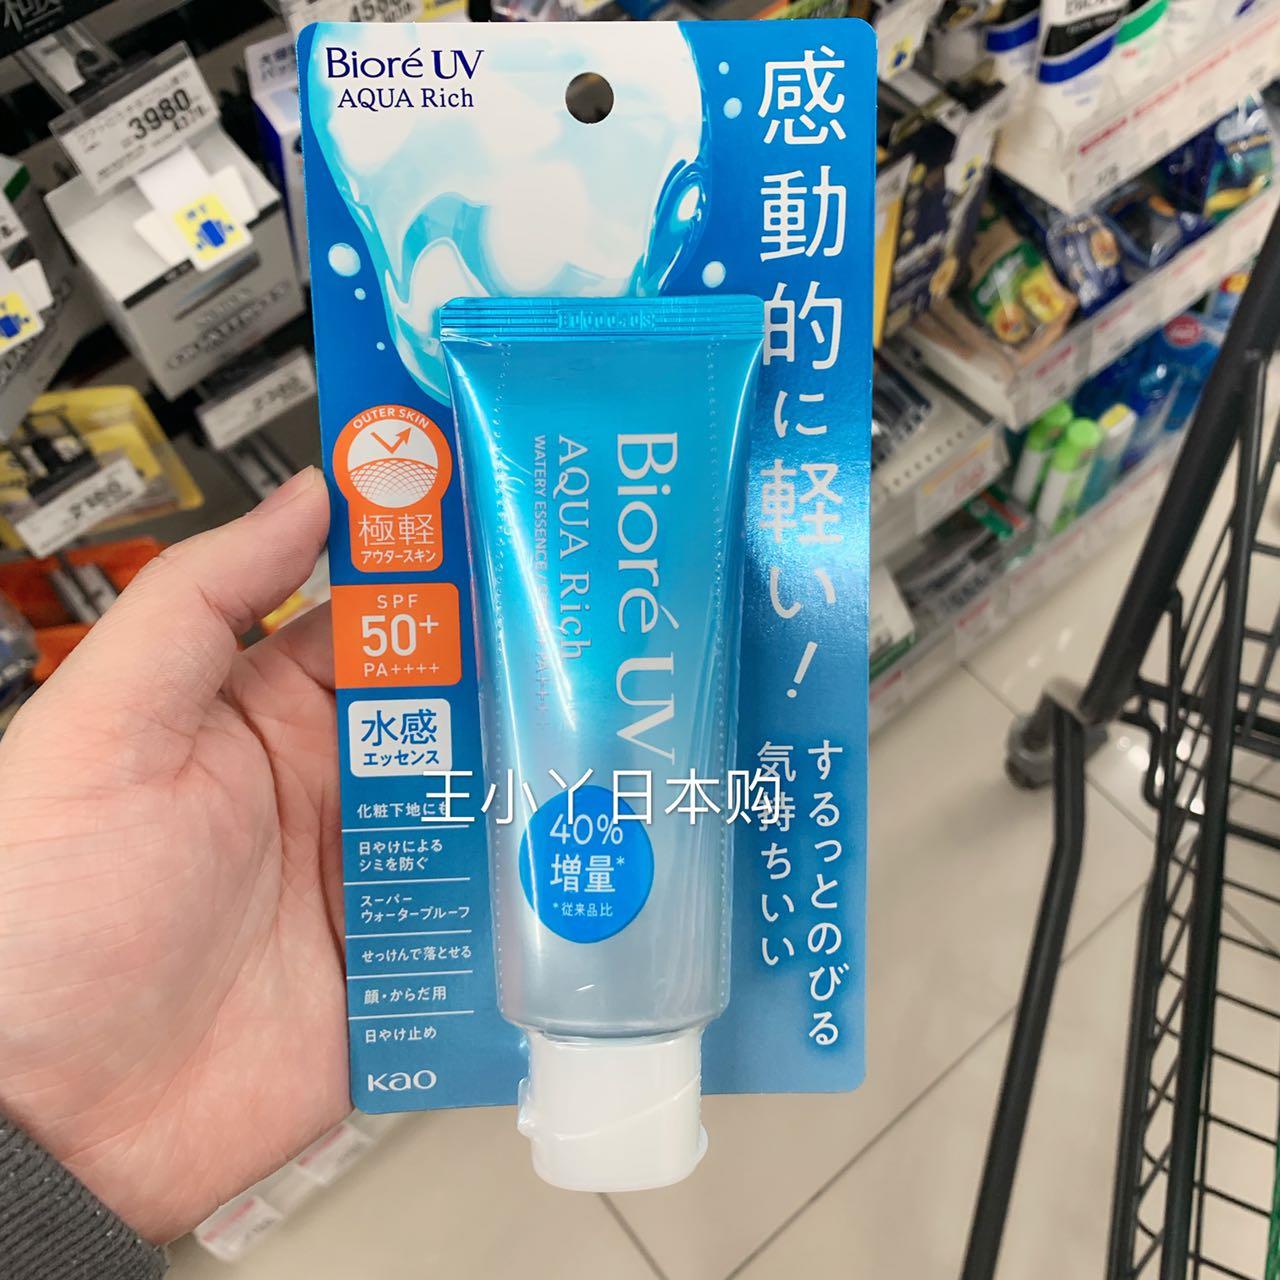 Bioré UV
AQUA Rich
感動的に軽い!
するっとのびる
気持ちいい
OUTER SKIN
極軽
アウタースキン
SPF
50+
PA++++
水感
エッセンス
化粧下地にも
日やけによる
シミを防ぐ
スーパー
ウォータープルーフ
せっけんで落とせる
顔・からだ用
日やけ止め
Kao
Bioré UV
AQUA Rich
WATERY ESSENCE
40%
増量*
*従来品比
王小丫日本购
3980